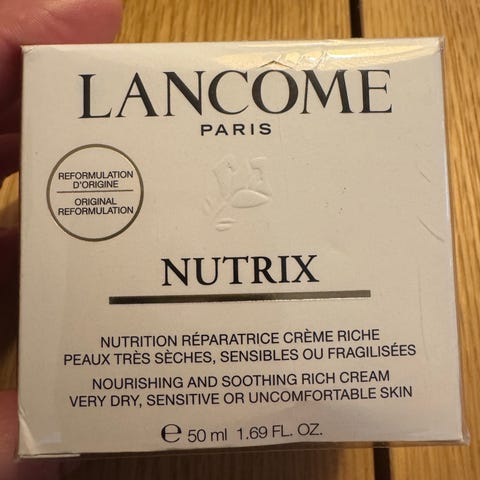 LANCOME
PARIS
REFORMULATION
D'ORIGINE
ORIGINAL
REFORMULATION
NUTRIX
NUTRITION RÉPARATRICE CRÈME RICHE
PEAUX TRÈS SÈCHES, SENSIBLES OU FRAGILISÉES
NOURISHING AND SOOTHING RICH CREAM
VERY DRY, SENSITIVE OR UNCOMFORTABLE SKIN
℮ 50 ml 1.69 FL. OZ.